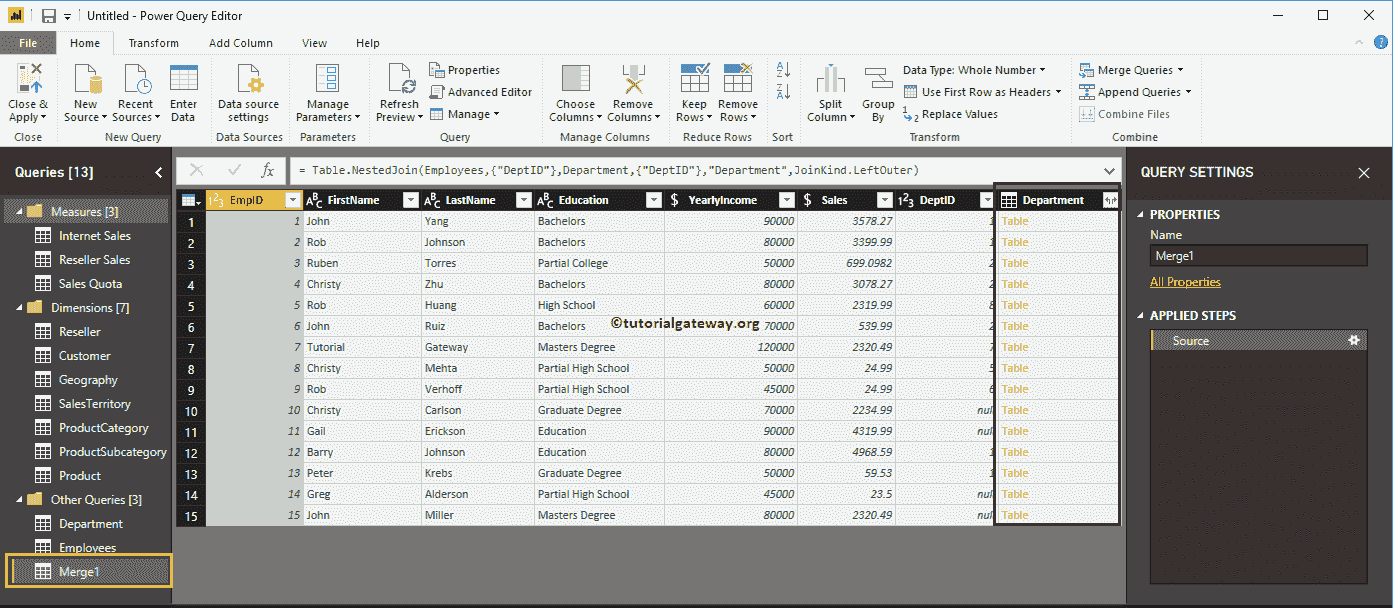 Untitled - Power Query Editor
File Home Transform Add Column View Help
Close & Apply New Source Recent Sources Enter Data Data source settings Manage Parameters Refresh Preview Properties Advanced Editor Manage Choose Columns Remove Columns Keep Rows Remove Rows Split Column Group By Data Type: Whole Number Use First Row as Headers Replace Values Merge Queries Append Queries Combine Files
Close New Query Data Sources Parameters Query Manage Columns Reduce Rows Sort Transform Combine
Queries [13]
Measures [3]
Internet Sales
Reseller Sales
Sales Quota
Dimensions [7]
Reseller
Customer
Geography
SalesTerritory
ProductCategory
ProductSubcategory
Product
Other Queries [3]
Department
Employees
Merge1
fx = Table.NestedJoin(Employees,{"DeptID"},Department,{"DeptID"},"Department",JoinKind.LeftOuter)
EmpID FirstName LastName Education YearlyIncome Sales DeptID Department
1 1 John Yang Bachelors 90000 3578.27 1 Table
2 2 Rob Johnson Bachelors 80000 3399.99 1 Table
3 3 Ruben Torres Partial College 50000 699.0982 2 Table
4 4 Christy Zhu Bachelors 80000 3078.27 2 Table
5 5 Rob Huang High School 60000 2319.99 8 Table
6 6 John Ruiz Bachelors 70000 539.99 2 Table
7 7 Tutorial Gateway Masters Degree 120000 2320.49 7 Table
8 8 Christy Mehta Partial High School 50000 24.99 5 Table
9 9 Rob Verhoff Partial High School 45000 24.99 6 Table
10 10 Christy Carlson Graduate Degree 70000 2234.99 nul Table
11 11 Gail Erickson Education 90000 4319.99 nul Table
12 12 Barry Johnson Education 80000 4968.59 1 Table
13 13 Peter Krebs Graduate Degree 50000 59.53 1 Table
14 14 Greg Alderson Partial High School 45000 23.5 nul Table
15 15 John Miller Masters Degree 80000 2320.49 nul Table
©tutorialgateway.org
QUERY SETTINGS
PROPERTIES
Name
Merge1
All Properties
APPLIED STEPS
Source